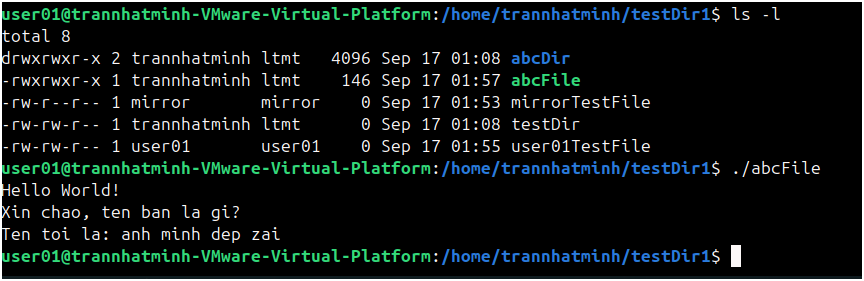 user01@trannhatminh-VMware-Virtual-Platform:/home/trannhatminh/testDir1$ ls -l
total 8
drwxrwxr-x 2 trannhatminh ltmt   4096 Sep 17 01:08 abcDir
-rwxrwxr-x 1 trannhatminh ltmt    146 Sep 17 01:57 abcFile
-rw-r--r-- 1 mirror       mirror    0 Sep 17 01:53 mirrorTestFile
-rw-rw-r-- 1 trannhatminh ltmt      0 Sep 17 01:08 testDir
-rw-rw-r-- 1 user01       user01    0 Sep 17 01:55 user01TestFile
user01@trannhatminh-VMware-Virtual-Platform:/home/trannhatminh/testDir1$ ./abcFile
Hello World!
Xin chao, ten ban la gi?
Ten toi la: anh minh dep zai
user01@trannhatminh-VMware-Virtual-Platform:/home/trannhatminh/testDir1$